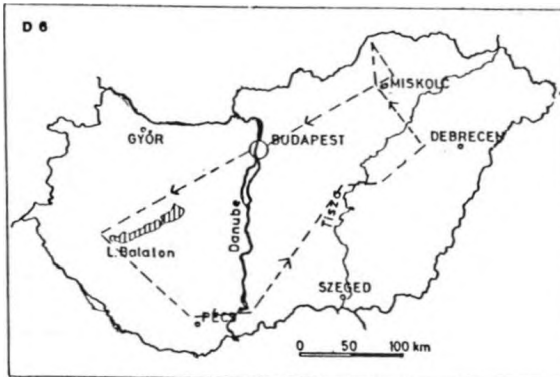 D 6
MISKOLC
GYŐR
BUDAPEST
DEBRECEN
Tisza
Danube
L. Balaton
SZEGED
PÉCS
0 50 100 km